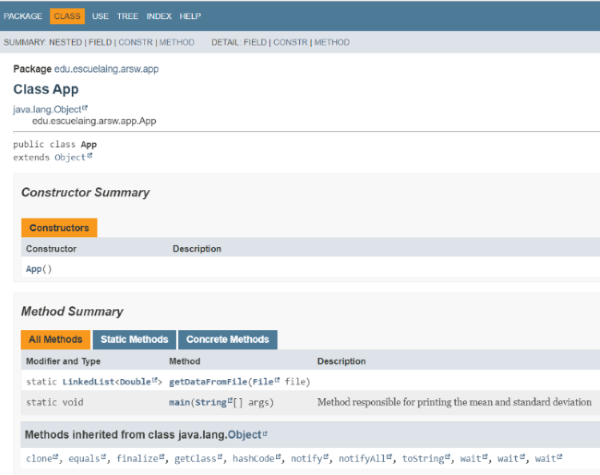 PACKAGE CLASS USE TREE INDEX HELP
SUMMARY: NESTED | FIELD | CONSTR | METHOD DETAIL: FIELD | CONSTR | METHOD
Package edu.escuelaing.arsw.app
Class App
java.lang.Object
edu.escuelaing.arsw.app.App
public class App
extends Object
Constructor Summary
Constructors
Constructor Description
App()
Method Summary
All Methods Static Methods Concrete Methods
Modifier and Type Method Description
static LinkedList<Double> getDataFromFile(File file)
static void main(String[] args) Method responsible for printing the mean and standard deviation
Methods inherited from class java.lang.Object
clone, equals, finalize, getClass, hashCode, notify, notifyAll, toString, wait, wait, wait